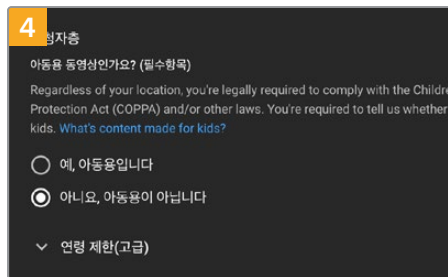 4
청자층
아동용 동영상인가요? (필수항목)
Regardless of your location, you're legally required to comply with the Childre
Protection Act (COPPA) and/or other laws. You're required to tell us whether
kids. What's content made for kids?
예, 아동용입니다
아니요, 아동용이 아닙니다
연령 제한(고급)